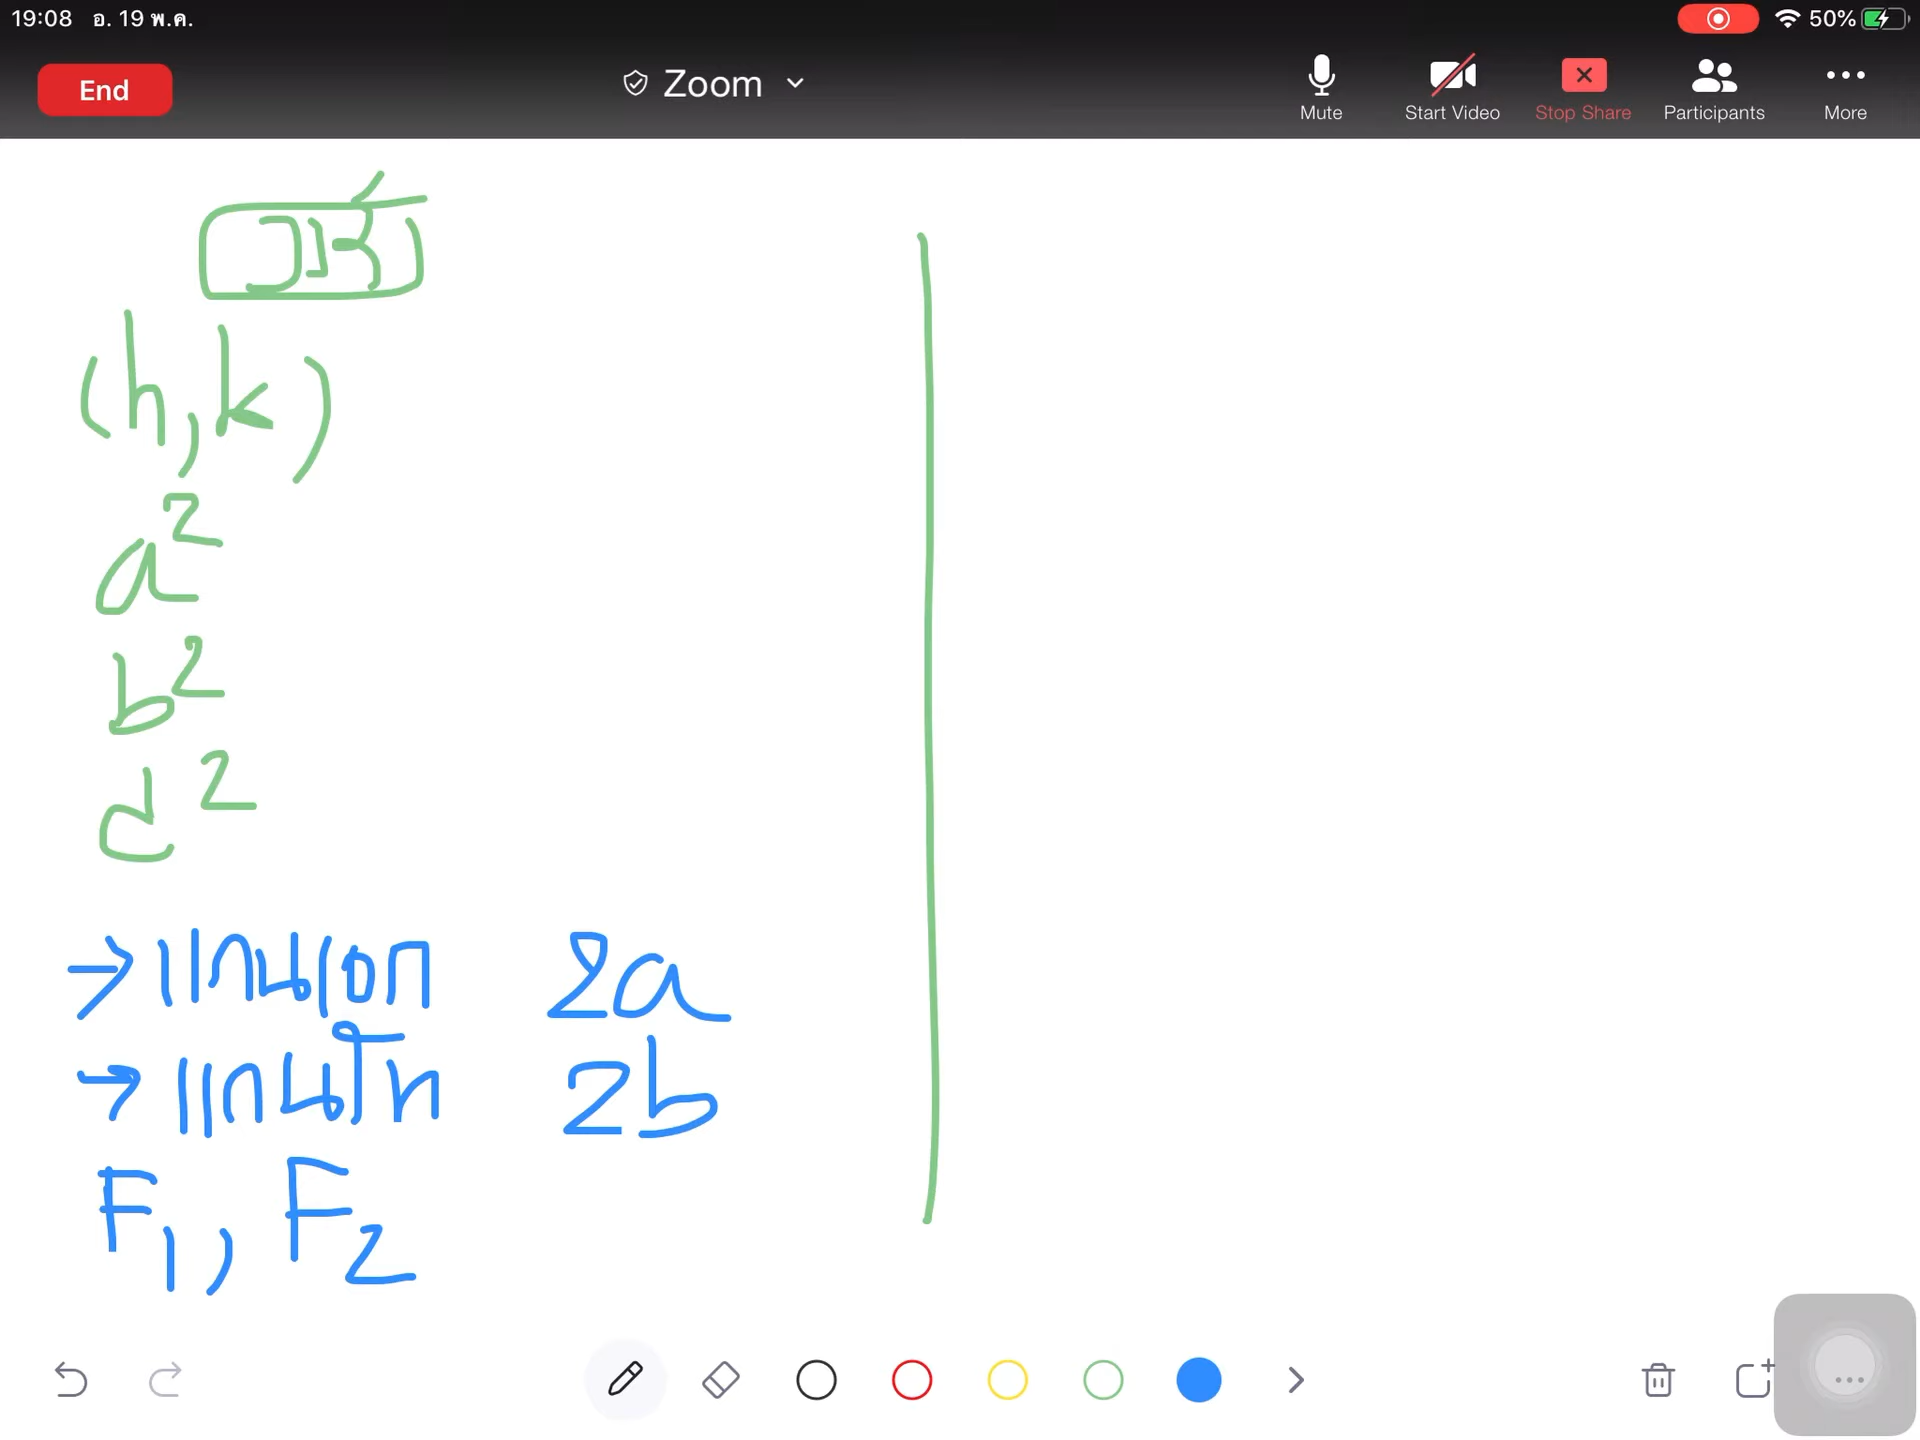 19:08 อ. 19 พ.ค. 50%
End Zoom Mute Start Video Stop Share Participants More
วงรี
(h,k)
a²
b²
c²
→ แกนเอก 2a
→ แกนโท 2b
F₁, F₂